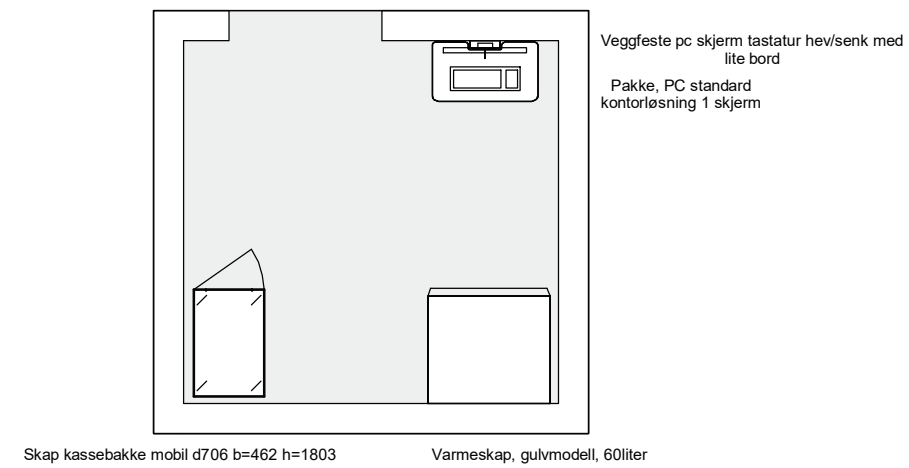 Veggfeste pc skjerm tastatur hev/senk med
lite bord
Pakke, PC standard
kontorløsning 1 skjerm
Skap kassebakke mobil d706 b=462 h=1803
Varmeskap, gulvmodell, 60liter